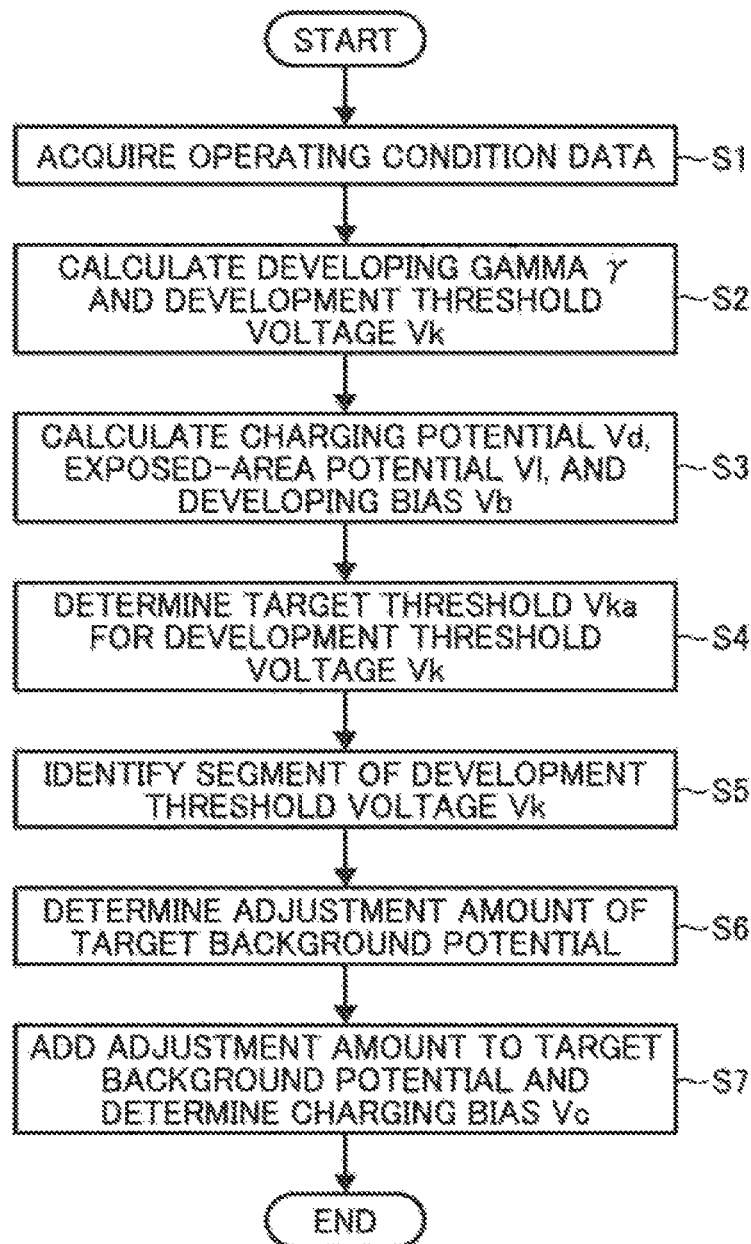 START
ACQUIRE OPERATING CONDITION DATA
S1
CALCULATE DEVELOPING GAMMA γ
AND DEVELOPMENT THRESHOLD
VOLTAGE Vk
S2
CALCULATE CHARGING POTENTIAL Vd,
EXPOSED-AREA POTENTIAL Vl, AND
DEVELOPING BIAS Vb
S3
DETERMINE TARGET THRESHOLD Vka
FOR DEVELOPMENT THRESHOLD
VOLTAGE Vk
S4
IDENTIFY SEGMENT OF DEVELOPMENT
THRESHOLD VOLTAGE Vk
S5
DETERMINE ADJUSTMENT AMOUNT OF
TARGET BACKGROUND POTENTIAL
S6
ADD ADJUSTMENT AMOUNT TO TARGET
BACKGROUND POTENTIAL AND
DETERMINE CHARGING BIAS Vc
S7
END